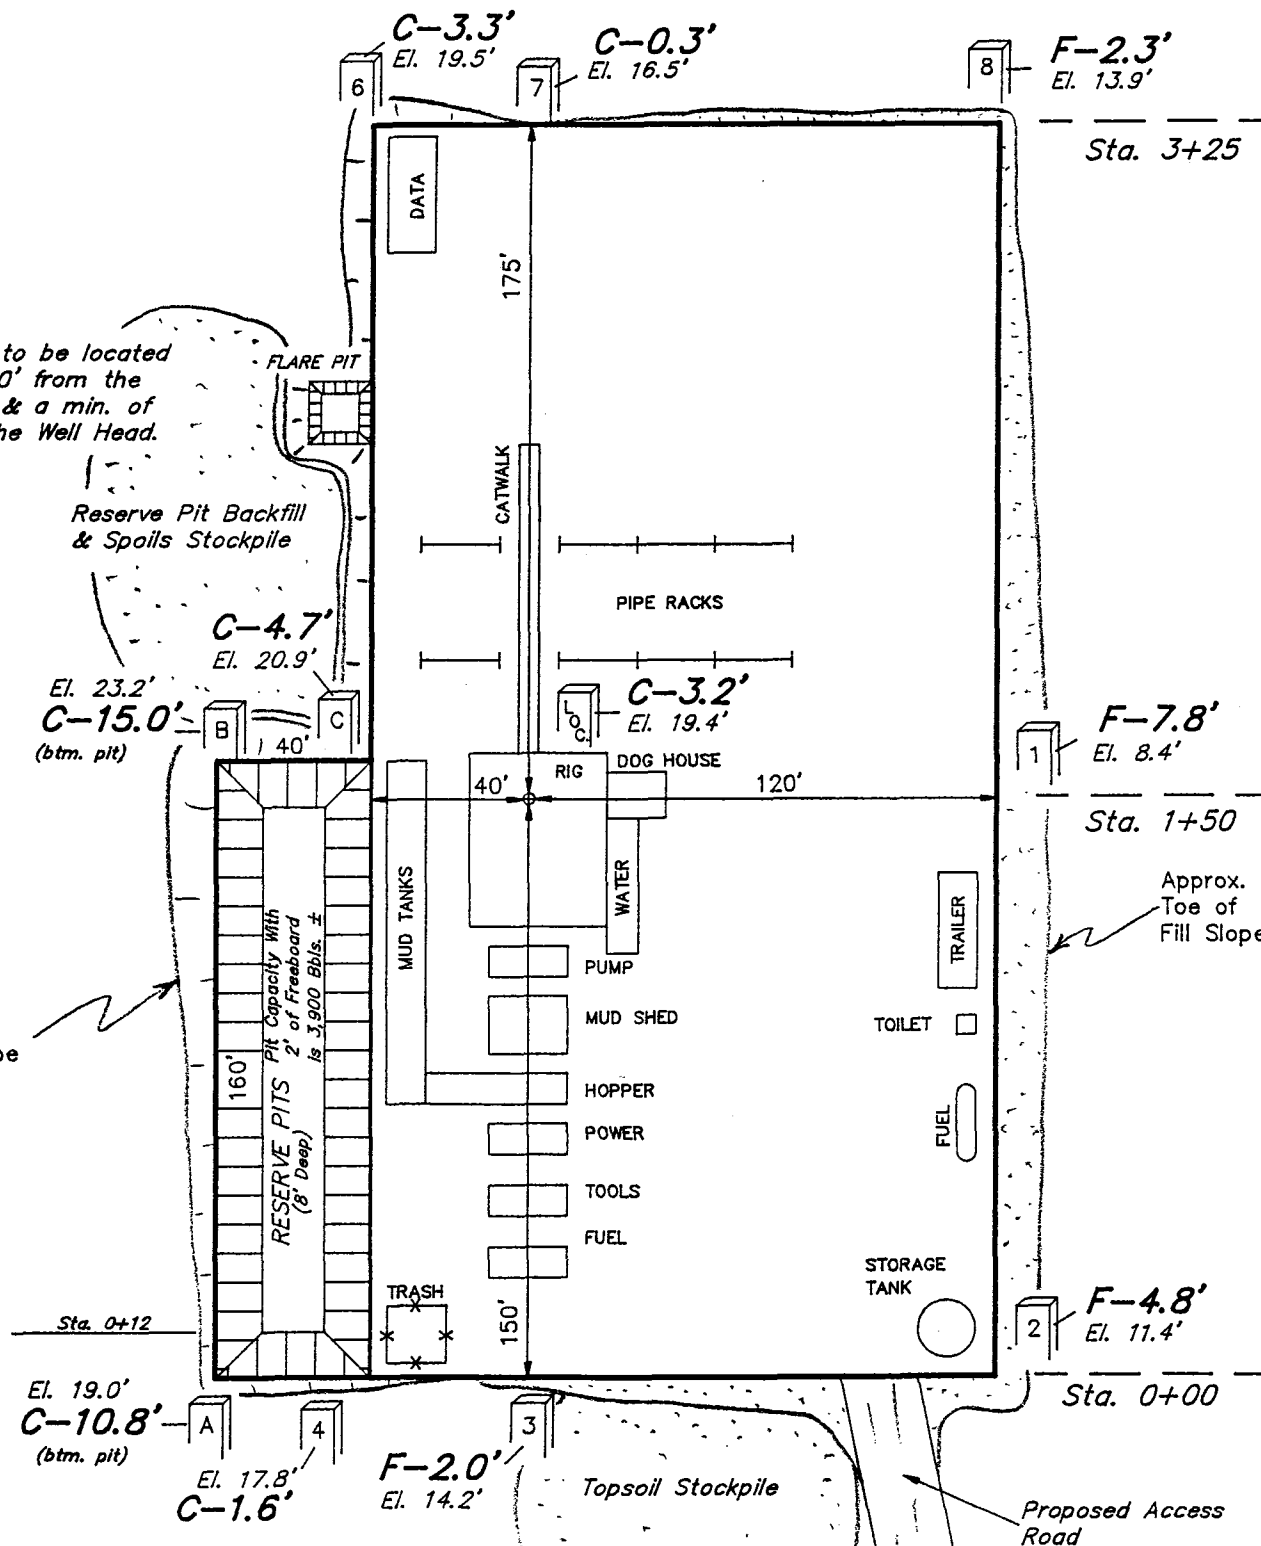 C-3.3'
El. 19.5'
C-0.3'
El. 16.5'
F-2.3'
El. 13.9'
6
7
8
Sta. 3+25
DATA
175'
to be located
0' from the
& a min. of
he Well Head.
FLARE PIT
CATWALK
Reserve Pit Backfill
& Spoils Stockpile
PIPE RACKS
C-4.7'
El. 20.9'
El. 23.2'
C-15.0'
(btm. pit)
B
C
40'
LOC.
C-3.2'
El. 19.4'
F-7.8'
El. 8.4'
1
RIG
DOG HOUSE
40'
120'
Sta. 1+50
MUD TANKS
WATER
TRAILER
Approx.
Toe of
Fill Slope
PUMP
MUD SHED
TOILET
HOPPER
POWER
FUEL
TOOLS
FUEL
pe
160'
RESERVE PITS
(8' Deep)
Pit Capacity With
2' of Freeboard
is 3,900 Bbls. ±
STORAGE
TANK
TRASH
150'
Sta. 0+12
2
F-4.8'
El. 11.4'
Sta. 0+00
El. 19.0'
C-10.8'
(btm. pit)
A
4
El. 17.8'
C-1.6'
3
F-2.0'
El. 14.2'
Topsoil Stockpile
Proposed Access
Road